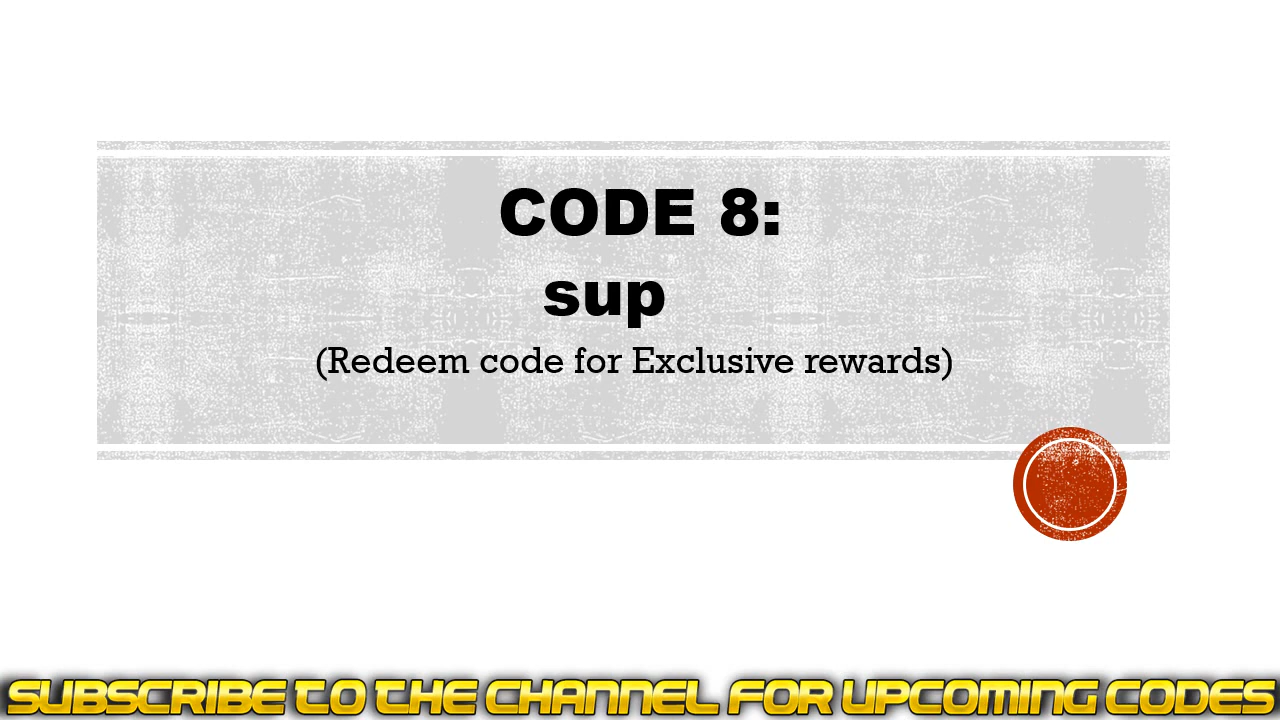 CODE 8:
sup
(Redeem code for Exclusive rewards)
SUBSCRIBE TO THE CHANNEL FOR UPCOMING CODES